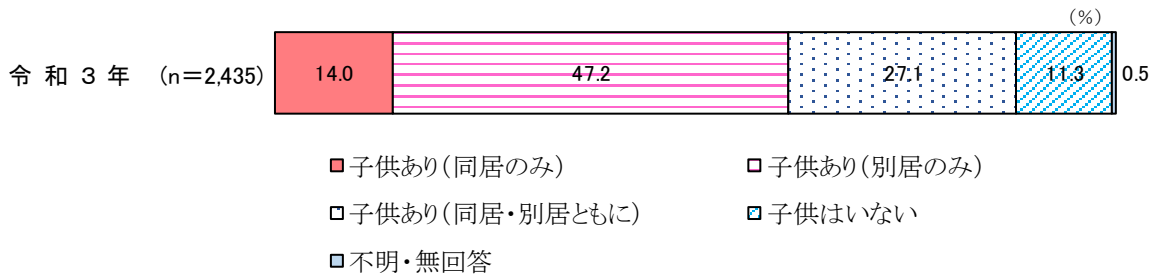 (%)
令和3年 (n=2,435) 14.0 47.2 27.1 11.3 0.5
子供あり(同居のみ) 子供あり(別居のみ)
子供あり(同居・別居ともに) 子供はいない
不明・無回答